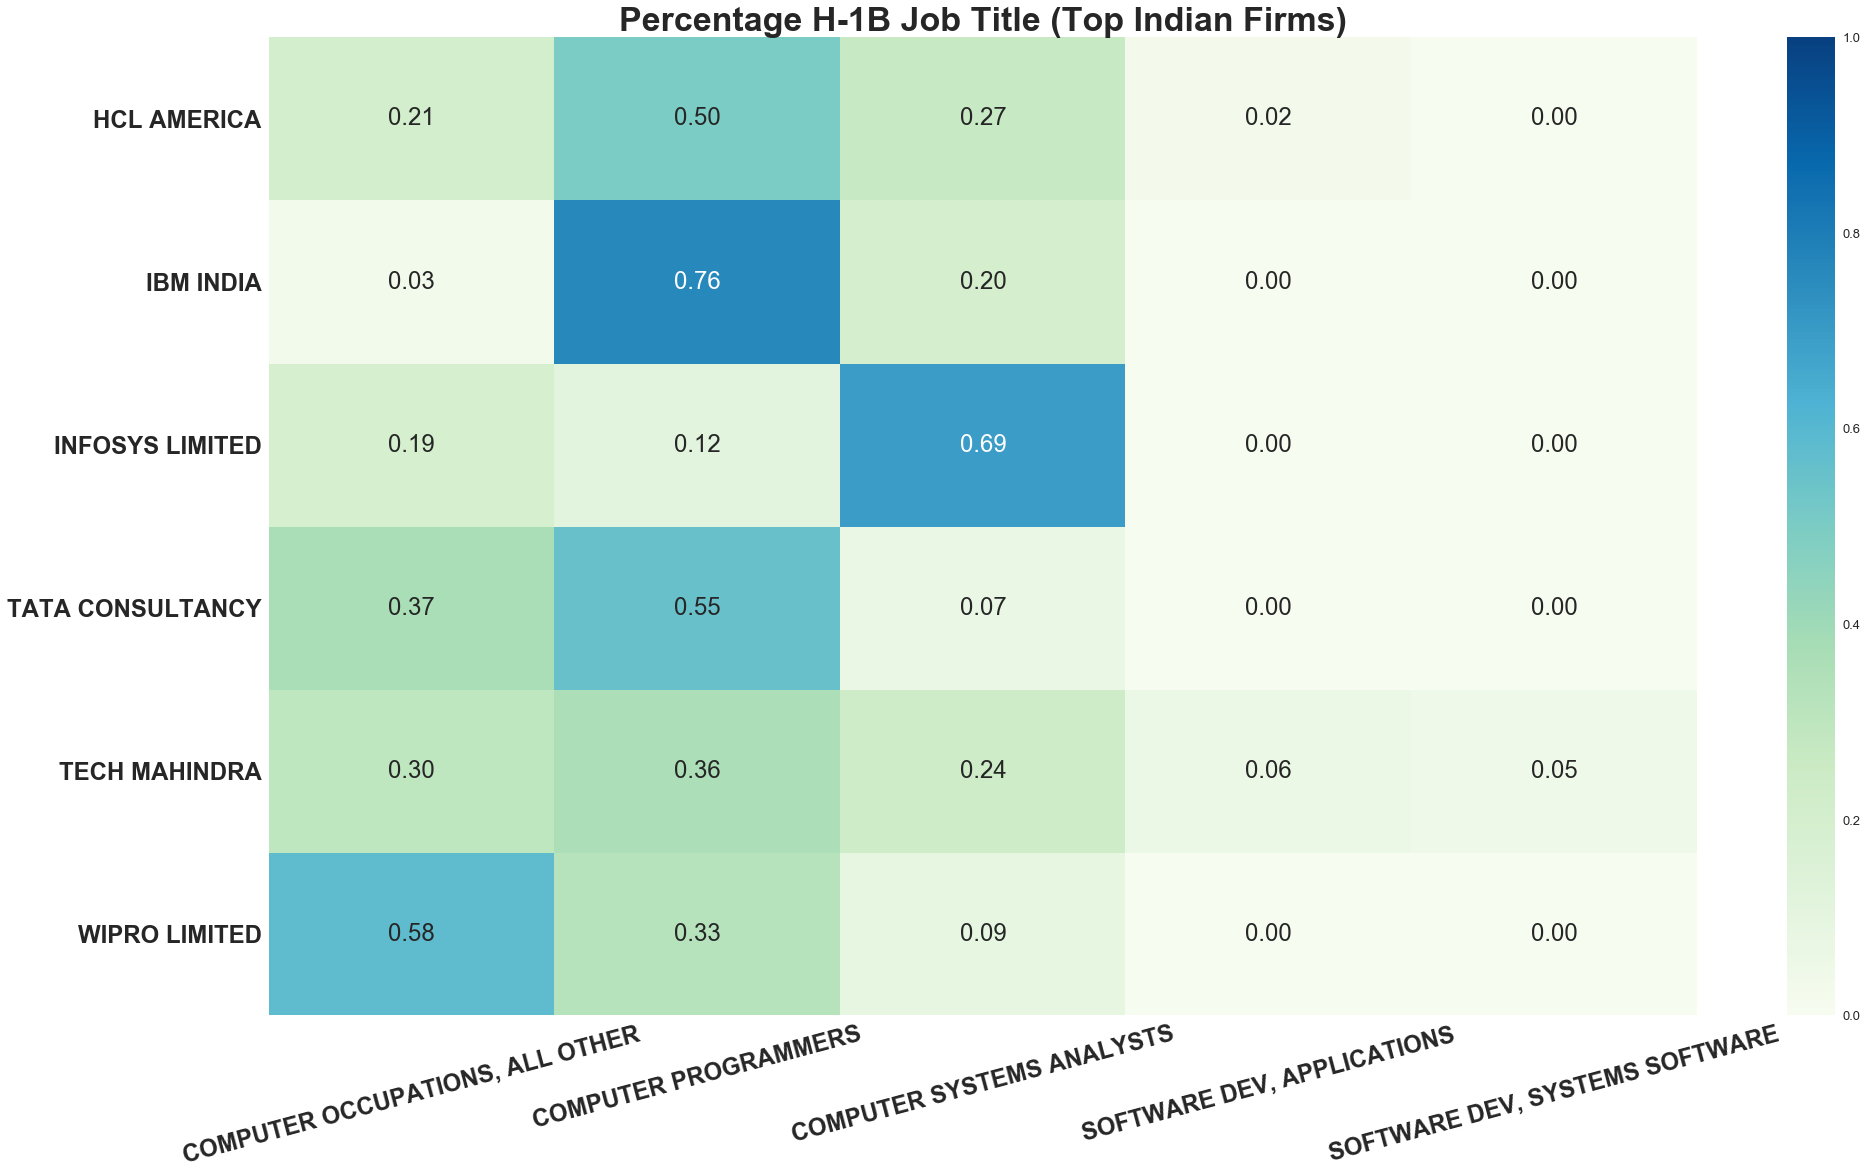 Percentage H-1B Job Title (Top Indian Firms)
HCL AMERICA 0.21 0.50 0.27 0.02 0.00
IBM INDIA 0.03 0.76 0.20 0.00 0.00
INFOSYS LIMITED 0.19 0.12 0.69 0.00 0.00
TATA CONSULTANCY 0.37 0.55 0.07 0.00 0.00
TECH MAHINDRA 0.30 0.36 0.24 0.06 0.05
WIPRO LIMITED 0.58 0.33 0.09 0.00 0.00
COMPUTER OCCUPATIONS, ALL OTHER
COMPUTER PROGRAMMERS
COMPUTER SYSTEMS ANALYSTS
SOFTWARE DEV, APPLICATIONS
SOFTWARE DEV, SYSTEMS SOFTWARE
1.0
0.8
0.6
0.4
0.2
0.0